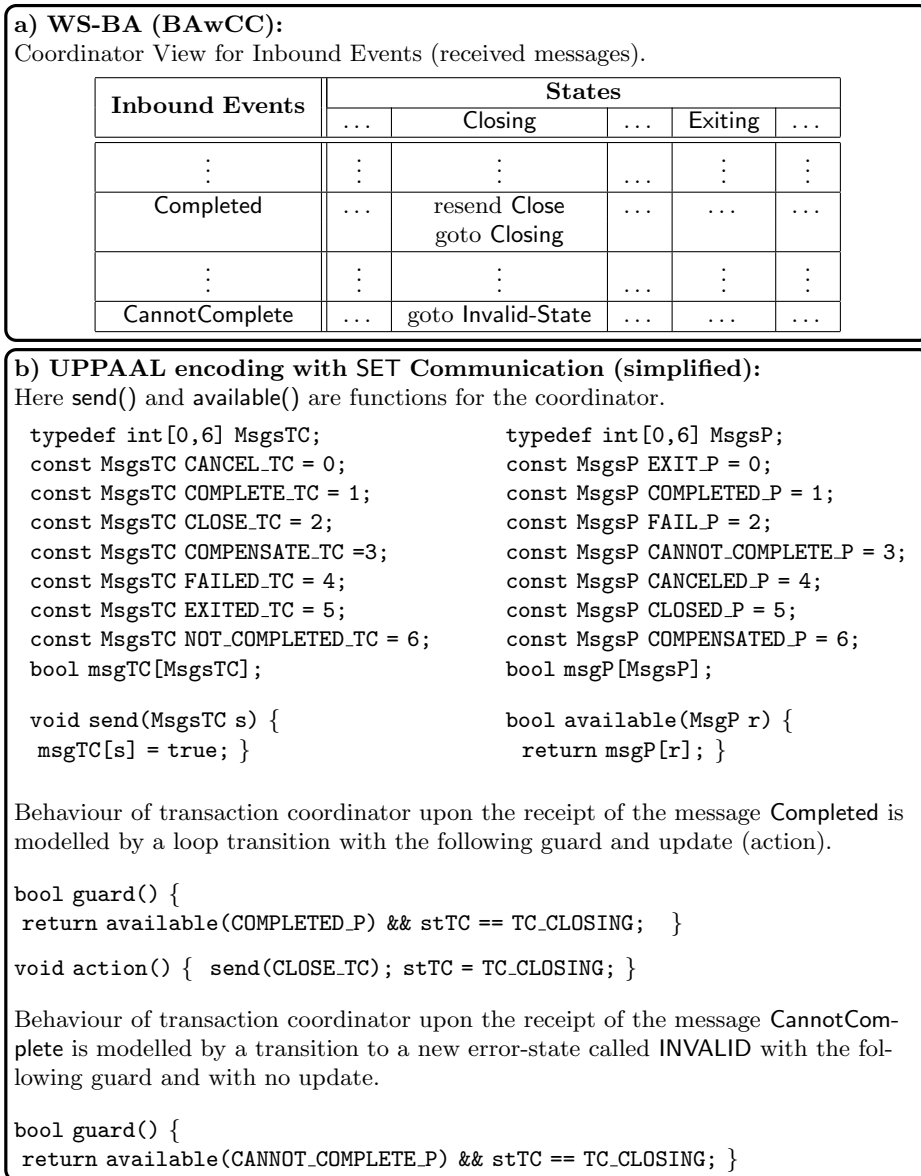 a) WS-BA (BAwCC):
Coordinator View for Inbound Events (received messages).
Inbound Events States
. . . Closing . . . Exiting . . .
⋮ ⋮ ⋮ . . . ⋮ ⋮
Completed . . . resend Close . . . . . . . . .
goto Closing
⋮ ⋮ ⋮ . . . ⋮ ⋮
CannotComplete . . . goto Invalid-State . . . . . . . . .
b) UPPAAL encoding with SET Communication (simplified):
Here send() and available() are functions for the coordinator.
typedef int[0,6] MsgsTC;
const MsgsTC CANCEL_TC = 0;
const MsgsTC COMPLETE_TC = 1;
const MsgsTC CLOSE_TC = 2;
const MsgsTC COMPENSATE_TC =3;
const MsgsTC FAILED_TC = 4;
const MsgsTC EXITED_TC = 5;
const MsgsTC NOT_COMPLETED_TC = 6;
bool msgTC[MsgsTC];
void send(MsgsTC s) {
msgTC[s] = true; }
typedef int[0,6] MsgsP;
const MsgsP EXIT_P = 0;
const MsgsP COMPLETED_P = 1;
const MsgsP FAIL_P = 2;
const MsgsP CANNOT_COMPLETE_P = 3;
const MsgsP CANCELED_P = 4;
const MsgsP CLOSED_P = 5;
const MsgsP COMPENSATED_P = 6;
bool msgP[MsgsP];
bool available(MsgP r) {
return msgP[r]; }
Behaviour of transaction coordinator upon the receipt of the message Completed is
modelled by a loop transition with the following guard and update (action).
bool guard() {
return available(COMPLETED_P) && stTC == TC_CLOSING; }
void action() { send(CLOSE_TC); stTC = TC_CLOSING; }
Behaviour of transaction coordinator upon the receipt of the message CannotCom-
plete is modelled by a transition to a new error-state called INVALID with the fol-
lowing guard and with no update.
bool guard() {
return available(CANNOT_COMPLETE_P) && stTC == TC_CLOSING; }